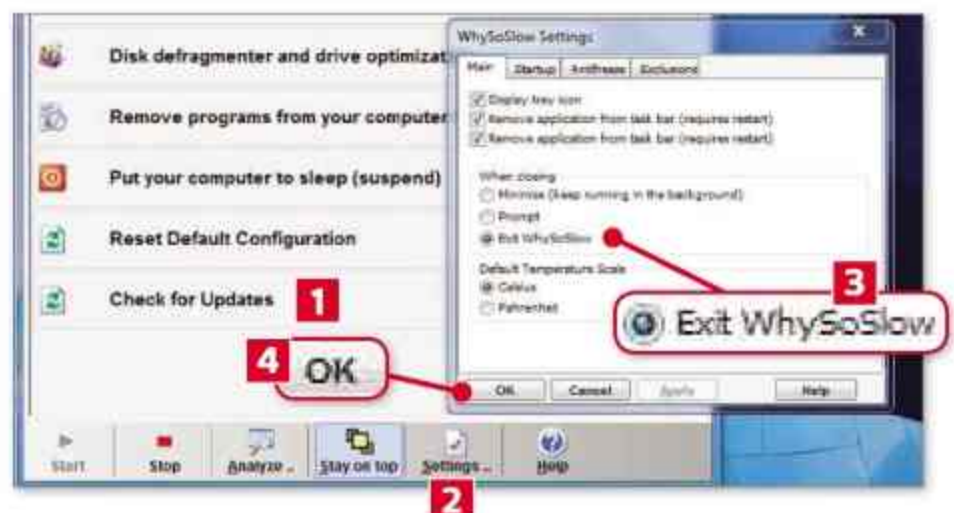 Disk defragmenter and drive optimizat
Remove programs from your computer
Put your computer to sleep (suspend)
Reset Default Configuration
Check for Updates
1
4
OK
WhySoSlow Settings
Main
Startup
Antifreeze
Exclusions
Display tray icon
Remove application from task bar (requires restart)
Remove application from task bar (requires restart)
When closing
Minimise (keep running in the background)
Prompt
Exit WhySoSlow
Default Temperature Scale
Celsius
Fahrenheit
3
Exit WhySoSlow
OK
Cancel
Apply
Help
Start
Stop
Analyze
Stay on top
Settings
Help
2